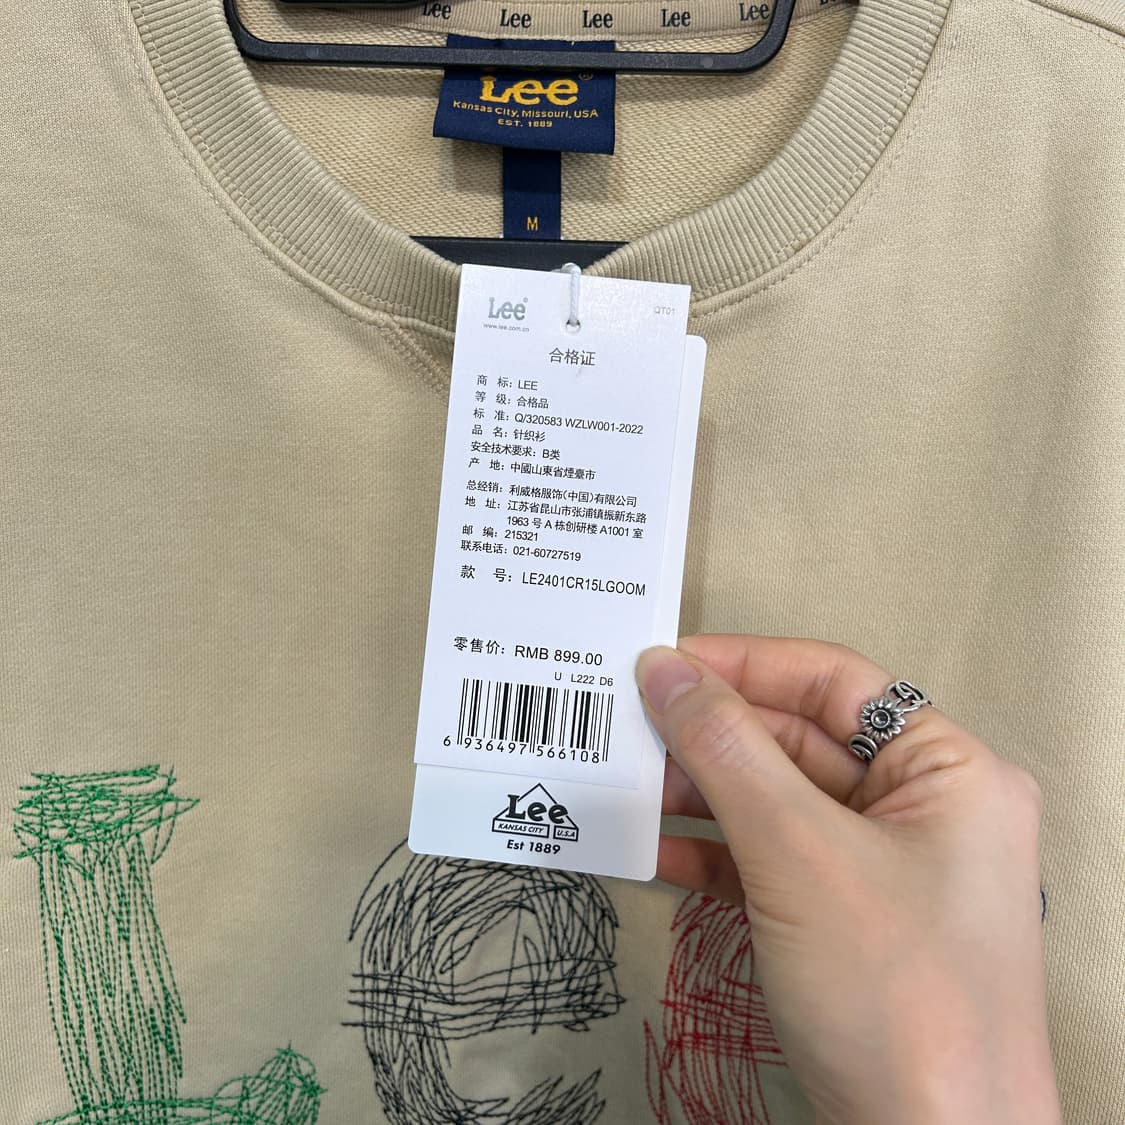 Lee Lee Lee Lee Lee
Lee®
Kansas City, Missouri, USA
EST. 1889
M
Lee®
www.lee.com.cn
QT01
合格证
商 标：LEE
等 级：合格品
标 准：Q/320583 WZLW001-2022
品 名：针织衫
安全技术要求：B类
产 地：中國山東省煙臺市
总经销：利威格服饰(中国)有限公司
地 址：江苏省昆山市张浦镇振新东路
1963 号 A 栋创研楼 A1001 室
邮 编：215321
联系电话：021-60727519
款 号：LE2401CR15LGOOM
零售价：RMB 899.00
U L222 D6
6 936497 566108
Lee
KANSAS CITY U.S.A
Est 1889
Lee